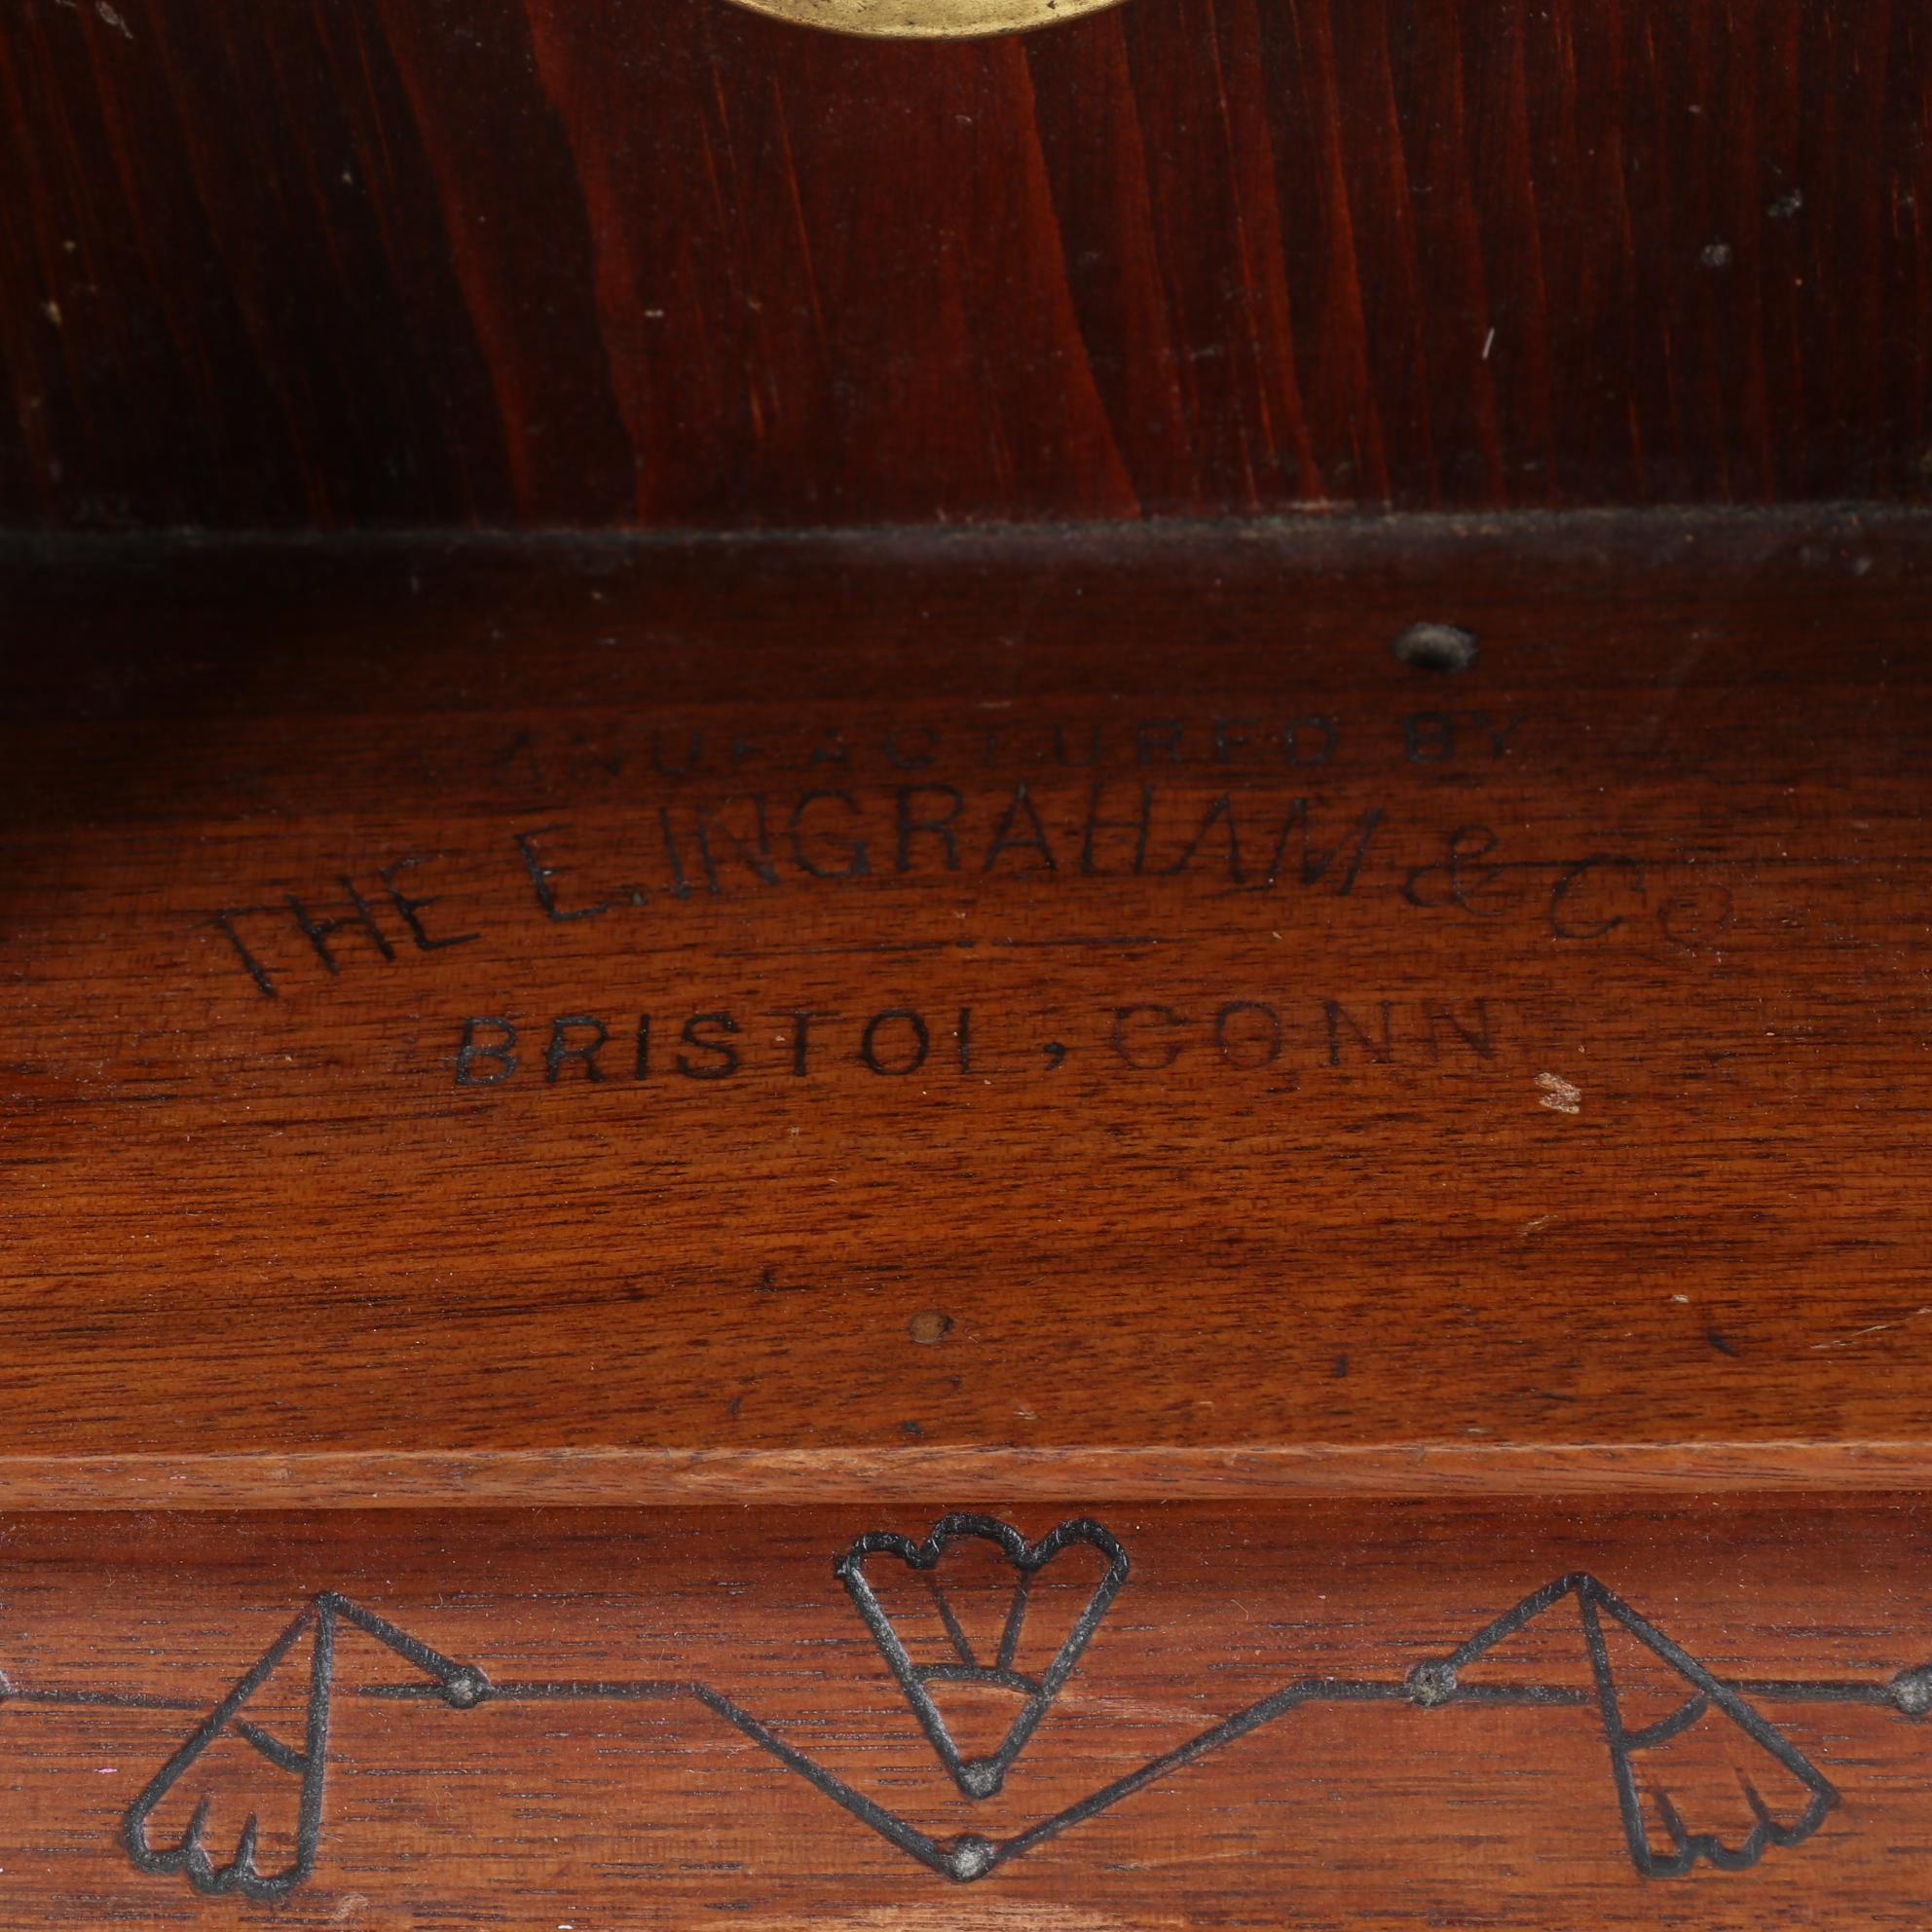 MANUFACTURED BY
THE E. INGRAHAM & Co
BRISTOL, CONN